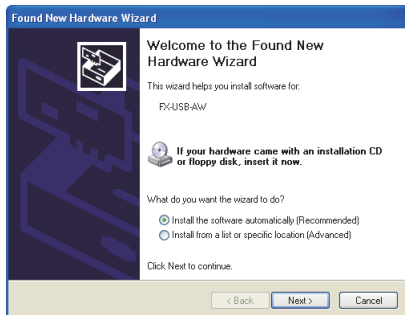 Found New Hardware Wizard
Welcome to the Found New
Hardware Wizard
This wizard helps you install software for:
FX-USB-AW
If your hardware came with an installation CD
or floppy disk, insert it now.
What do you want the wizard to do?
Install the software automatically (Recommended)
Install from a list or specific location (Advanced)
Click Next to continue.
< Back
Next >
Cancel